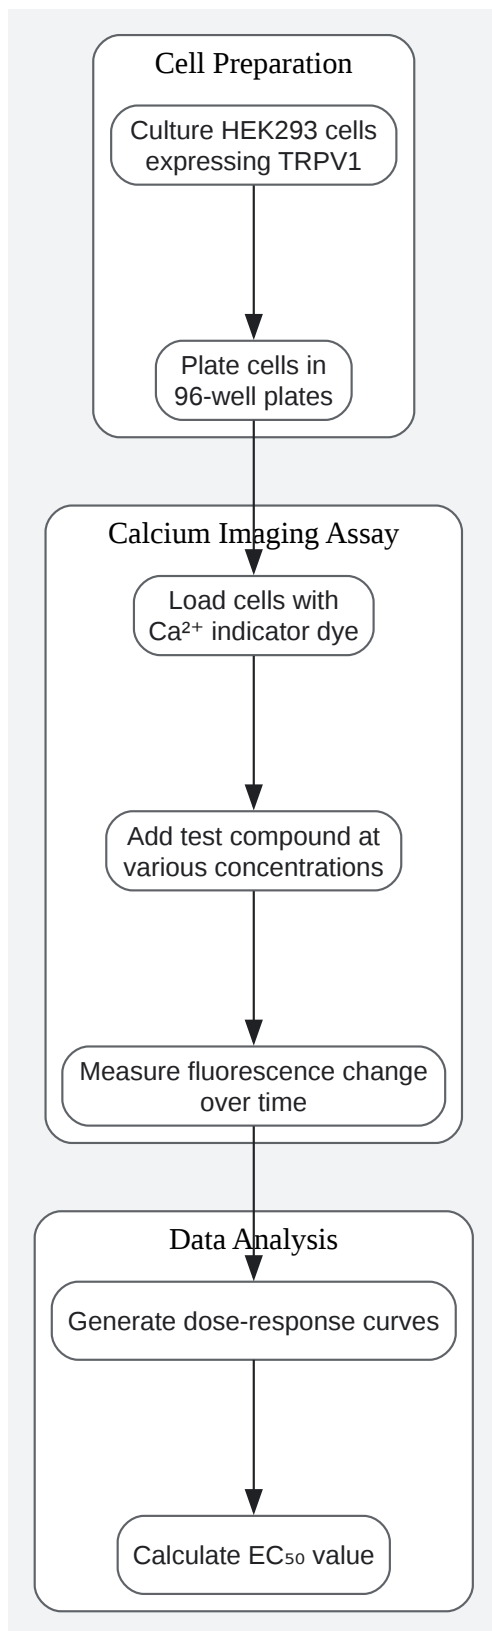 Cell Preparation
Culture HEK293 cells
expressing TRPV1
Plate cells in
96-well plates
Calcium Imaging Assay
Load cells with
Ca²⁺ indicator dye
Add test compound at
various concentrations
Measure fluorescence change
over time
Data Analysis
Generate dose-response curves
Calculate EC₅₀ value